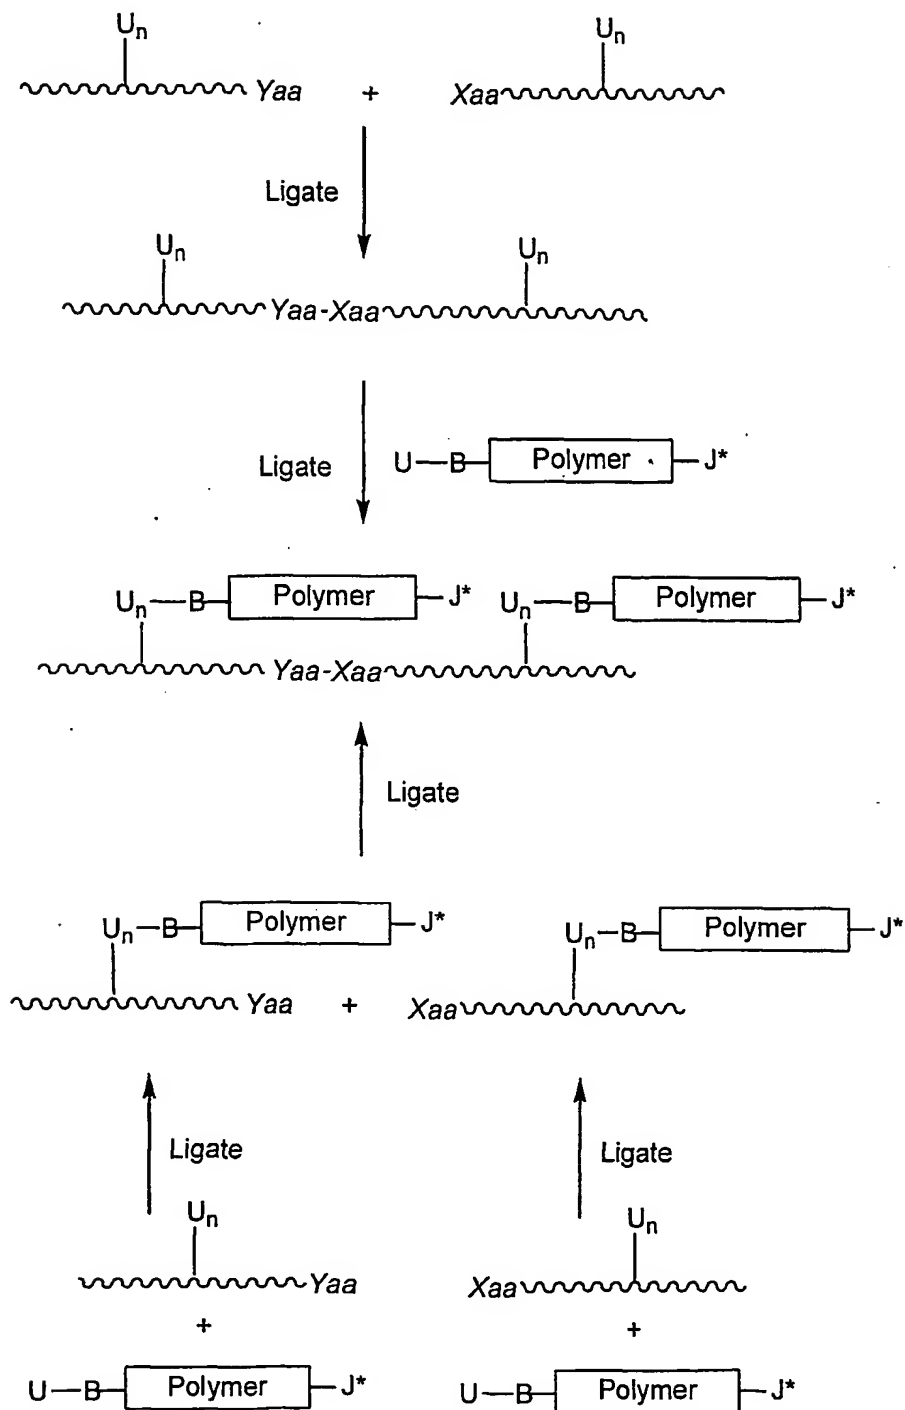 Uₙ Uₙ
Yaa + Xaa
Ligate
Uₙ Uₙ
Yaa-Xaa
Ligate U—B—Polymer—J*
Uₙ—B—Polymer—J* Uₙ—B—Polymer—J*
Yaa-Xaa
Ligate
Uₙ—B—Polymer—J* Uₙ—B—Polymer—J*
Yaa + Xaa
Ligate Ligate
Uₙ Uₙ
Yaa Xaa
+ +
U—B—Polymer—J* U—B—Polymer—J*